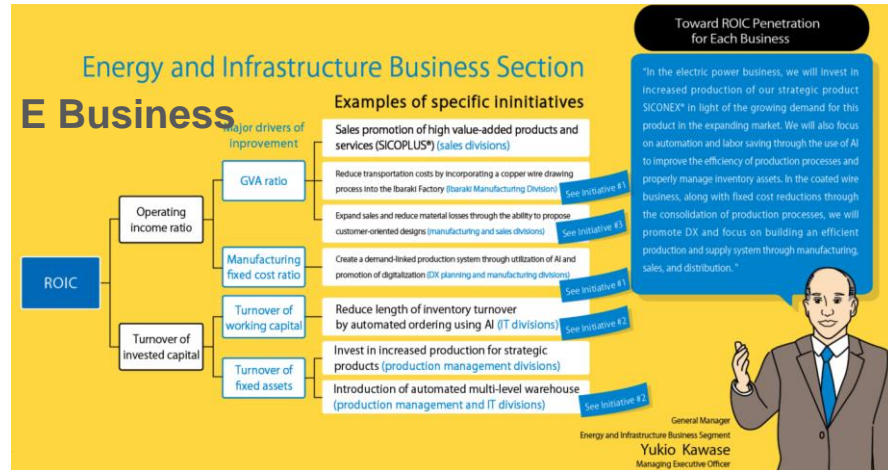 Energy and Infrastructure Business Section
E Business
Major drivers of
inprovement
Examples of specific ininitiatives
ROIC
Operating
income ratio
GVA ratio
Sales promotion of high value-added products and
services (SICOPLUS®) (sales divisions)
Reduce transportation costs by incorporating a copper wire drawing
process into the Ibaraki Factory (Ibaraki Manufacturing Division)
See Initiative #1
Expand sales and reduce material losses through the ability to propose
customer-oriented designs (manufacturing and sales divisions)
See Initiative #3
Manufacturing
fixed cost ratio
Create a demand-linked production system through utilization of AI and
promotion of digitalization (DX planning and manufacturing divisions)
See Initiative #1
Turnover of
invested capital
Turnover of
working capital
Reduce length of inventory turnover
by automated ordering using AI (IT divisions)
See Initiative #2
Turnover of
fixed assets
Invest in increased production for strategic
products (production management divisions)
Introduction of automated multi-level warehouse
(production management and IT divisions)
See Initiative #2
Toward ROIC Penetration
for Each Business
"In the electric power business, we will invest in
increased production of our strategic product
SICONEX® in light of the growing demand for this
product in the expanding market. We will also focus
on automation and labor saving through the use of AI
to improve the efficiency of production processes and
properly manage inventory assets. In the coated wire
business, along with fixed cost reductions through
the consolidation of production processes, we will
promote DX and focus on building an efficient
production and supply system through manufacturing,
sales, and distribution. "
General Manager
Energy and Infrastructure Business Segment
Yukio Kawase
Managing Executive Officer